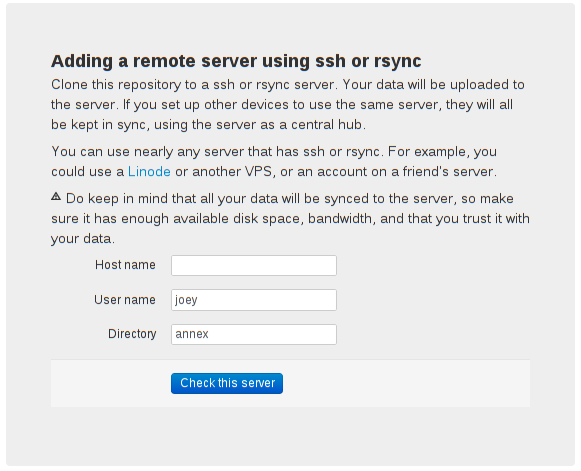 Adding a remote server using ssh or rsync
Clone this repository to a ssh or rsync server. Your data will be uploaded to
the server. If you set up other devices to use the same server, they will all
be kept in sync, using the server as a central hub.
You can use nearly any server that has ssh or rsync. For example, you
could use a Linode or another VPS, or an account on a friend's server.
Do keep in mind that all your data will be synced to the server, so make
sure it has enough available disk space, bandwidth, and that you trust it with
your data.
Host name
User name joey
Directory annex
Check this server